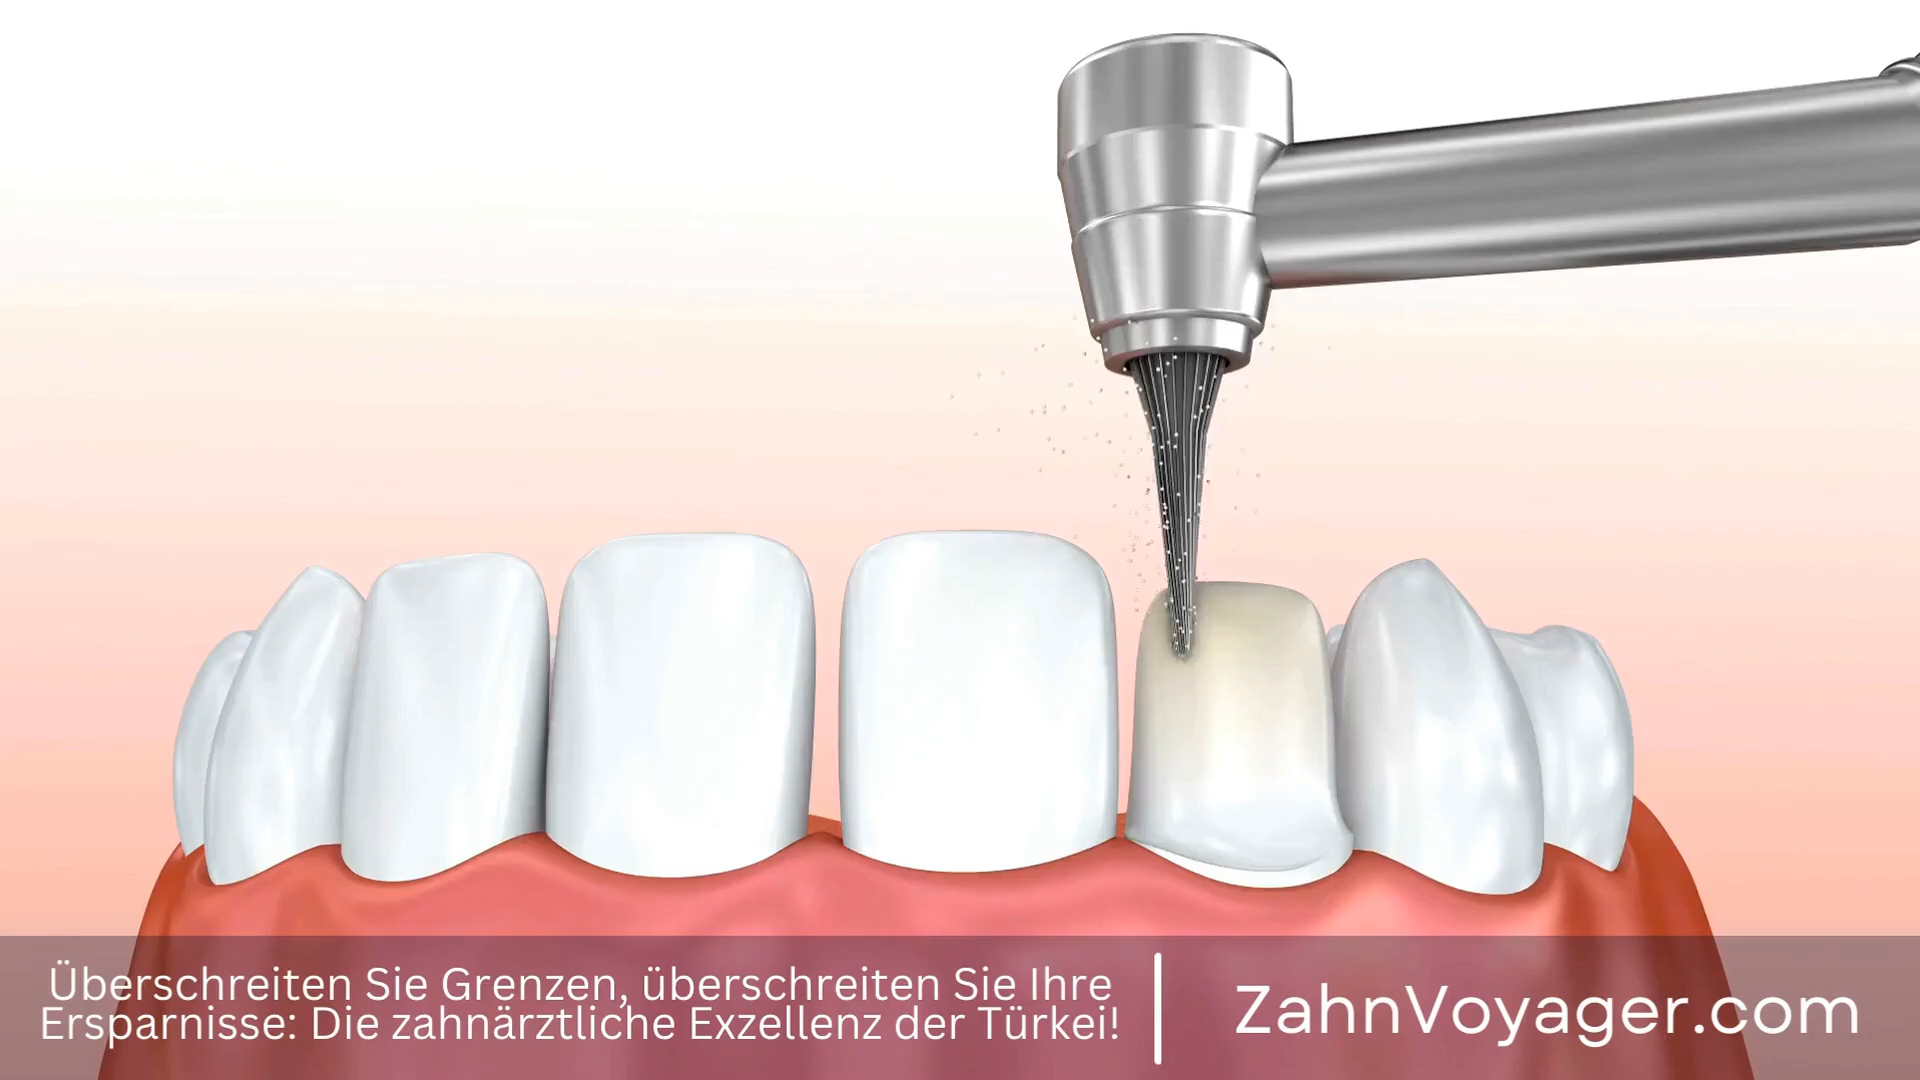 Überschreiten Sie Grenzen, überschreiten Sie Ihre
Ersparnisse: Die zahnärztliche Exzellenz der Türkei!
ZahnVoyager.com